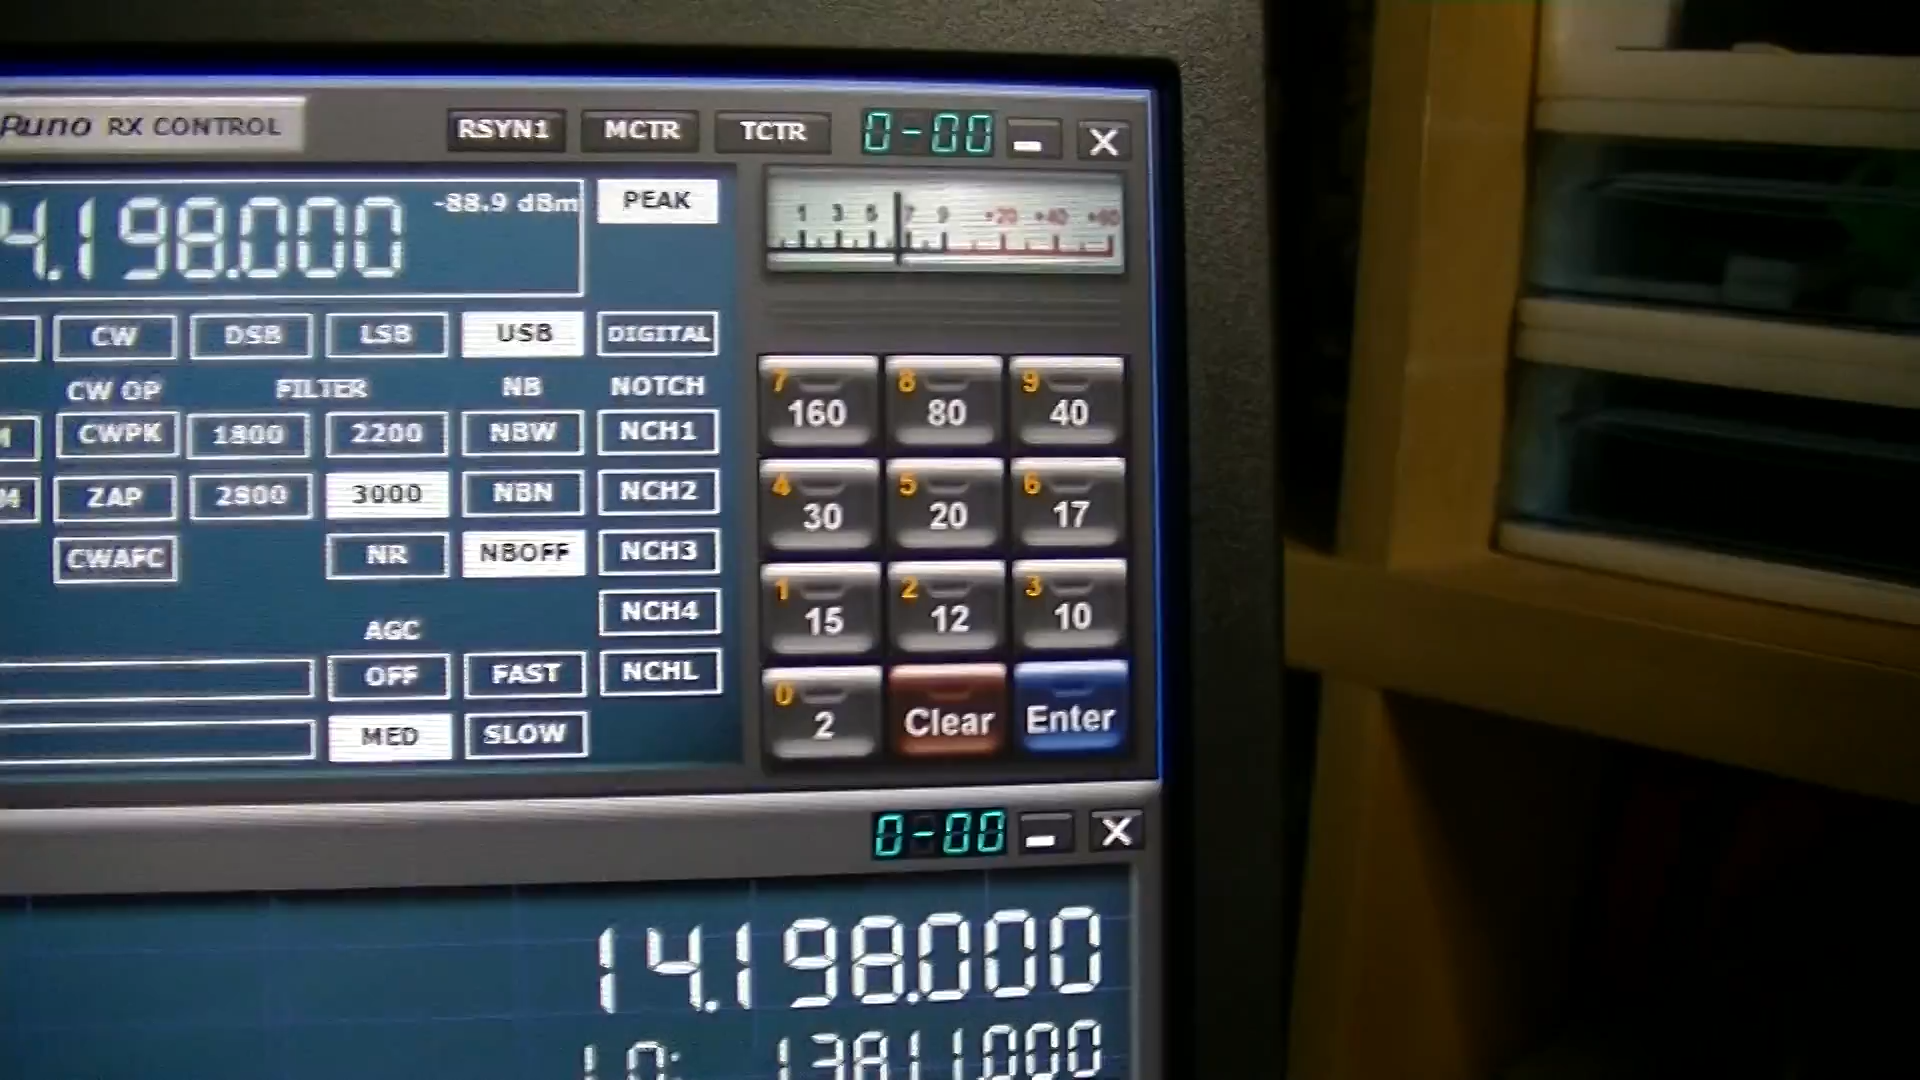 Puno RX CONTROL RSYN1 MCTR TCTR 0-00 _ X
4.198.000 -88.9 dBm PEAK
1 3 5 7 9 +20 +40 +60
CW DSB LSB USB DIGITAL
CW OP FILTER NB NOTCH
CWPK 1800 2200 NBW NCH1
ZAP 2800 3000 NBN NCH2
CWAFC NR NBOFF NCH3
NCH4
AGC
OFF FAST NCHL
MED SLOW
7 160 8 80 9 40
4 30 5 20 6 17
1 15 2 12 3 10
0 2 Clear Enter
0-00 _ X
14.198.000
LO: 13811.000